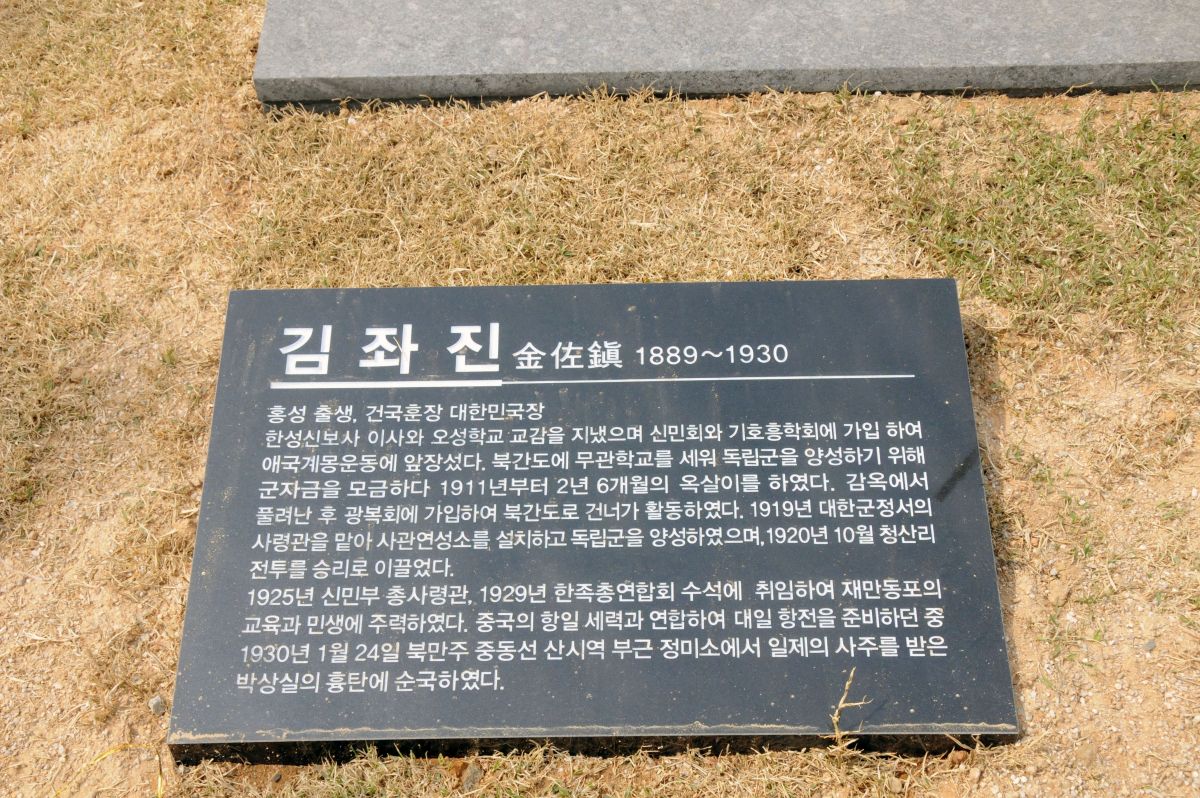 김좌진 金佐鎭 1889~1930
홍성 출생, 건국훈장 대한민국장
한성신보사 이사와 오성학교 교감을 지냈으며 신민회와 기호흥학회에 가입 하여
애국계몽운동에 앞장섰다. 북간도에 무관학교를 세워 독립군을 양성하기 위해
군자금을 모금하다 1911년부터 2년 6개월의 옥살이를 하였다. 감옥에서
풀려난 후 광복회에 가입하여 북간도로 건너가 활동하였다. 1919년 대한군정서의
사령관을 맡아 사관연성소를 설치하고 독립군을 양성하였으며, 1920년 10월 청산리
전투를 승리로 이끌었다.
1925년 신민부 총사령관, 1929년 한족총연합회 수석에 취임하여 재만동포의
교육과 민생에 주력하였다. 중국의 항일 세력과 연합하여 대일 항전을 준비하던 중
1930년 1월 24일 북만주 중동선 산시역 부근 정미소에서 일제의 사주를 받은
박상실의 흉탄에 순국하였다.